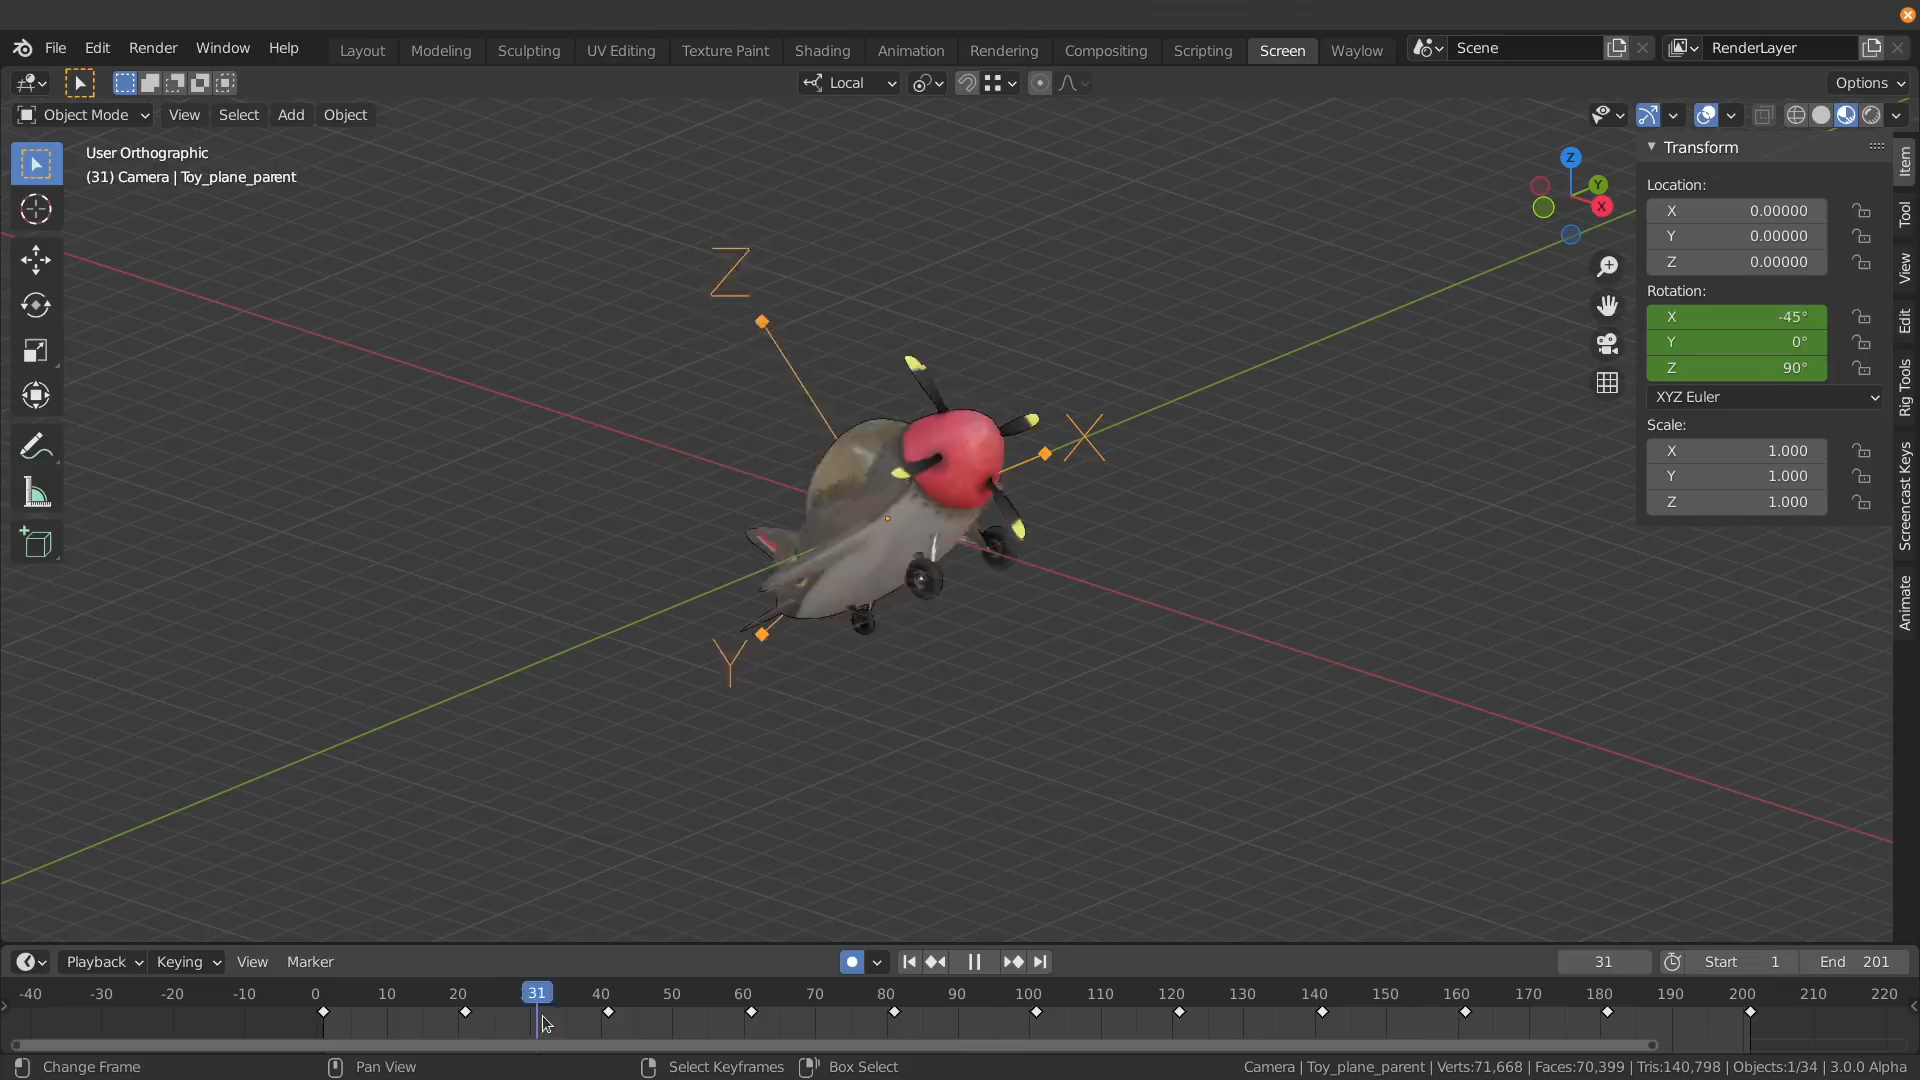 File Edit Render Window Help Layout Modeling Sculpting UV Editing Texture Paint Shading Animation Rendering Compositing Scripting Screen Waylow Scene RenderLayer
Local Options
Object Mode View Select Add Object
User Orthographic
(31) Camera | Toy_plane_parent
Z
Y
X
Z
X
Y
Transform
Location:
X 0.00000
Y 0.00000
Z 0.00000
Rotation:
X -45°
Y 0°
Z 90°
XYZ Euler
Scale:
X 1.000
Y 1.000
Z 1.000
Item
Tool
View
Edit
Rig Tools
Screencast Keys
Animate
Playback Keying View Marker 31 Start 1 End 201
-40 -30 -20 -10 0 10 20 31 40 50 60 70 80 90 100 110 120 130 140 150 160 170 180 190 200 210 220
Change Frame Pan View Select Keyframes Box Select Camera | Toy_plane_parent | Verts:71,668 | Faces:70,399 | Tris:140,798 | Objects:1/34 | 3.0.0 Alpha